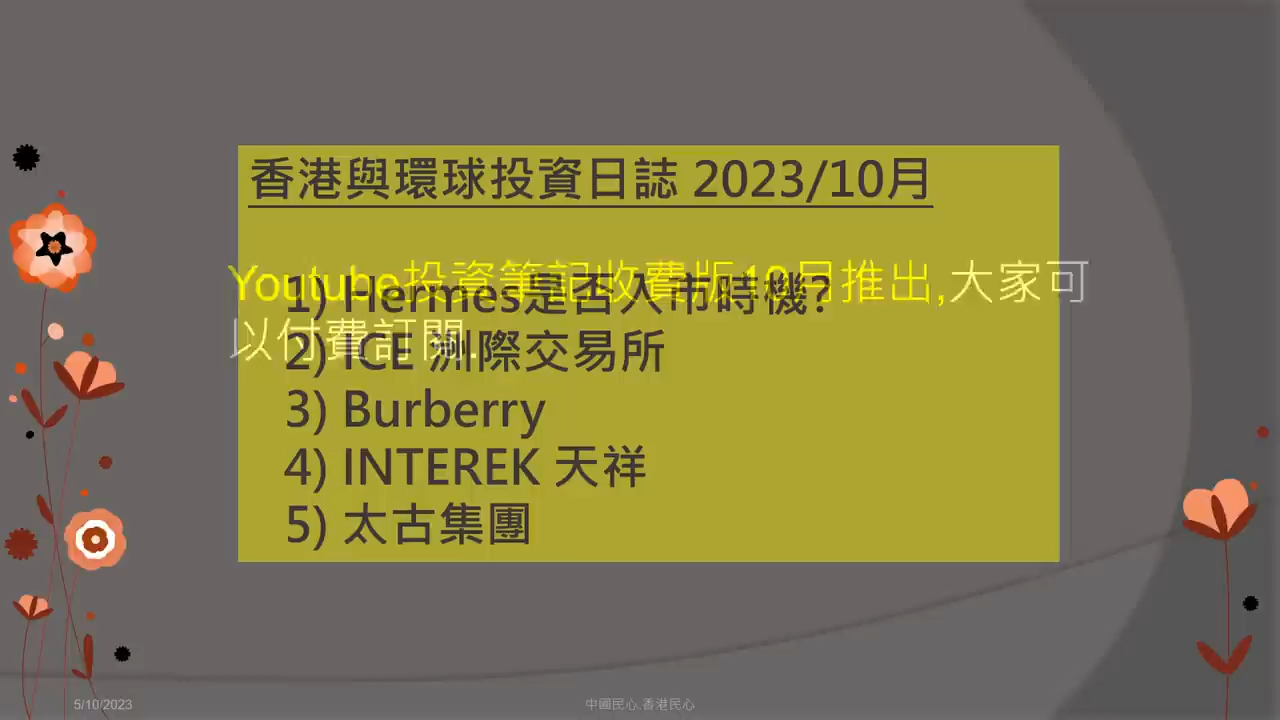 香港與環球投資日誌 2023/10月
Youtube投資筆記收費版10月推出,大家可
以付費訂閱.
1) Hermes是否入市時機?
2) ICE 洲際交易所
3) Burberry
4) INTEREK 天祥
5) 太古集團
5/10/2023
中國民心.香港民心